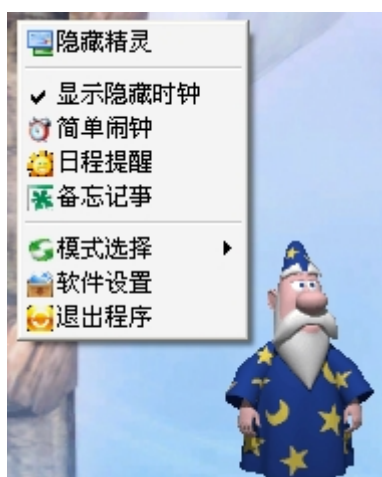 隐藏精灵
显示隐藏时钟
简单闹钟
日程提醒
备忘记事
模式选择
软件设置
退出程序